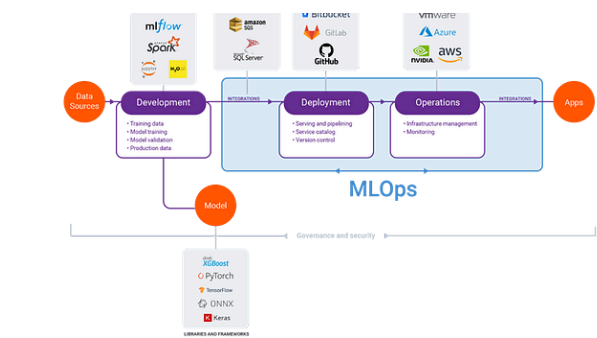 mlflow
Spark
jupyter
H2O
amazon
SQS
SQL Server
Bitbucket
GitLab
GitHub
vmware
Azure
NVIDIA
aws
Data
Sources
Development
• Training data
• Model training
• Model validation
• Production data
INTEGRATIONS
Deployment
• Serving and pipelining
• Service catalog
• Version control
Operations
• Infrastructure management
• Monitoring
INTEGRATIONS
Apps
MLOps
Model
Governance and security
XGBoost
PyTorch
TensorFlow
ONNX
Keras
LIBRARIES AND FRAMEWORKS